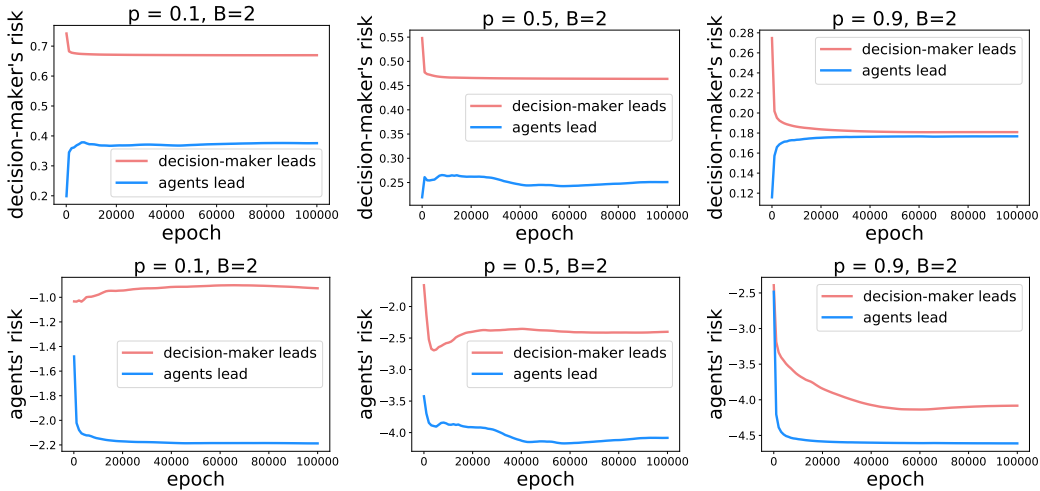 p = 0.1, B=2
decision-maker's risk
0.7
0.6
0.5
0.4
0.3
0.2
decision-maker leads
agents lead
0 20000 40000 60000 80000 100000
epoch
p = 0.5, B=2
decision-maker's risk
0.55
0.50
0.45
0.40
0.35
0.30
0.25
decision-maker leads
agents lead
0 20000 40000 60000 80000 100000
epoch
p = 0.9, B=2
decision-maker's risk
0.28
0.26
0.24
0.22
0.20
0.18
0.16
0.14
0.12
decision-maker leads
agents lead
0 20000 40000 60000 80000 100000
epoch
p = 0.1, B=2
agents' risk
−1.0
−1.2
−1.4
−1.6
−1.8
−2.0
−2.2
decision-maker leads
agents lead
0 20000 40000 60000 80000 100000
epoch
p = 0.5, B=2
agents' risk
−2.0
−2.5
−3.0
−3.5
−4.0
decision-maker leads
agents lead
0 20000 40000 60000 80000 100000
epoch
p = 0.9, B=2
agents' risk
−2.5
−3.0
−3.5
−4.0
−4.5
decision-maker leads
agents lead
0 20000 40000 60000 80000 100000
epoch